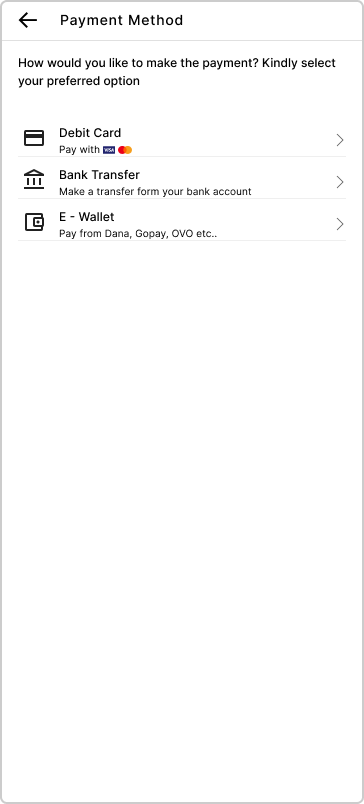 Payment Method
How would you like to make the payment? Kindly select
your preferred option
Debit Card
Pay with VISA
Bank Transfer
Make a transfer form your bank account
E - Wallet
Pay from Dana, Gopay, OVO etc..